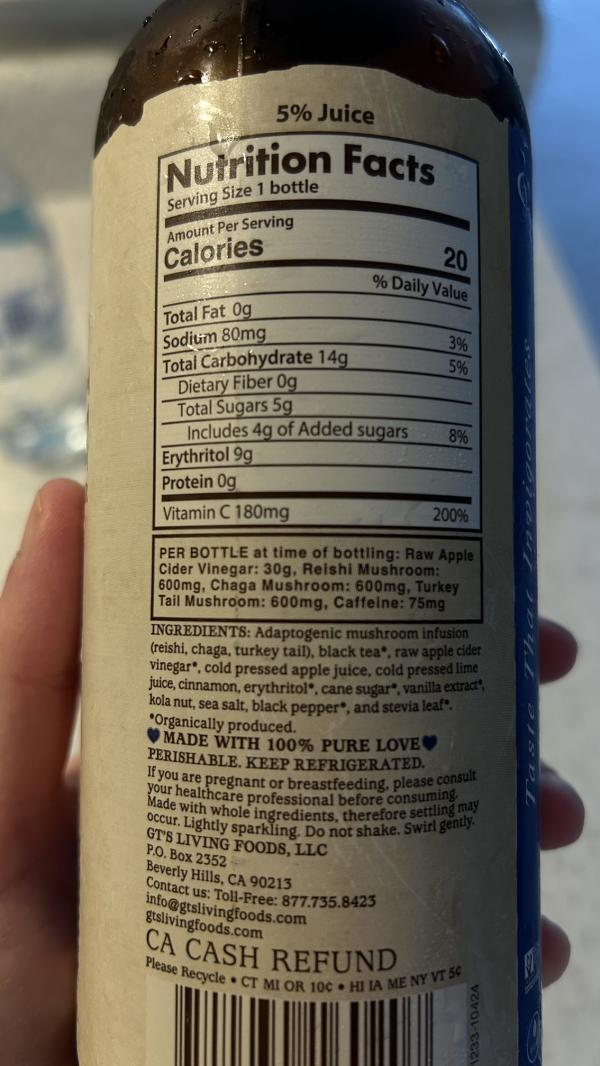 5% Juice
Nutrition Facts
Serving Size 1 bottle
Amount Per Serving
Calories 20
% Daily Value
Total Fat 0g
Sodium 80mg 3%
Total Carbohydrate 14g 5%
Dietary Fiber 0g
Total Sugars 5g
Includes 4g of Added sugars 8%
Erythritol 9g
Protein 0g
Vitamin C 180mg 200%
PER BOTTLE at time of bottling: Raw Apple
Cider Vinegar: 30g, Reishi Mushroom:
600mg, Chaga Mushroom: 600mg, Turkey
Tail Mushroom: 600mg, Caffeine: 75mg
INGREDIENTS: Adaptogenic mushroom infusion
(reishi, chaga, turkey tail), black tea*, raw apple cider
vinegar*, cold pressed apple juice, cold pressed lime
juice, cinnamon, erythritol*, cane sugar*, vanilla extract*,
kola nut, sea salt, black pepper*, and stevia leaf*.
*Organically produced.
💙MADE WITH 100% PURE LOVE💙
PERISHABLE. KEEP REFRIGERATED.
If you are pregnant or breastfeeding, please consult
your healthcare professional before consuming.
Made with whole ingredients, therefore settling may
occur. Lightly sparkling. Do not shake. Swirl gently.
GT'S LIVING FOODS, LLC
P.O. Box 2352
Beverly Hills, CA 90213
Contact us: Toll-Free: 877.735.8423
info@gtslivingfoods.com
gtslivingfoods.com
CA CASH REFUND
Please Recycle • CT MI OR 10¢ • HI IA ME NY VT 5¢
1233-10424
Taste That Invigorates